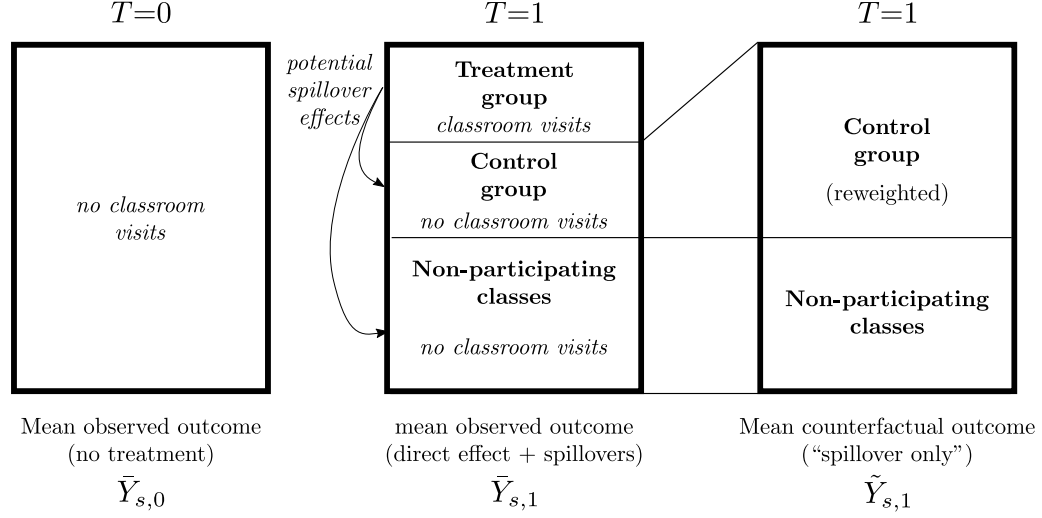 T=0
no classroom
visits
Mean observed outcome
(no treatment)
Ȳs,0
potential
spillover
effects
T=1
Treatment
group
classroom visits
Control
group
no classroom visits
Non-participating
classes
no classroom visits
mean observed outcome
(direct effect + spillovers)
Ȳs,1
T=1
Control
group
(reweighted)
Non-participating
classes
Mean counterfactual outcome
(“spillover only”)
Ỹs,1